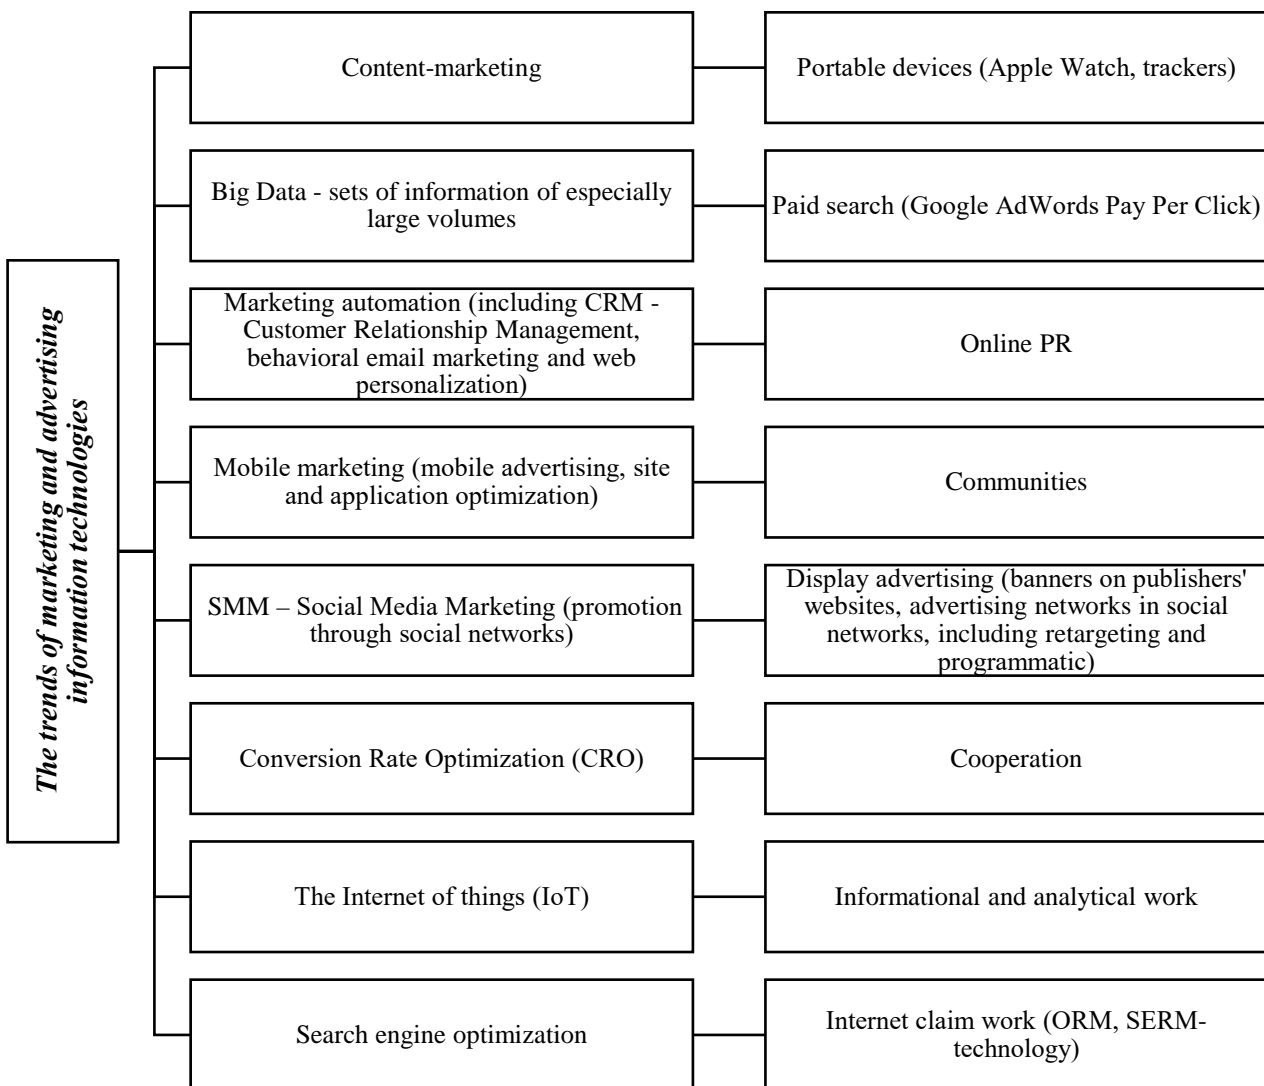 The trends of marketing and advertising
information technologies
Content-marketing
Portable devices (Apple Watch, trackers)
Big Data - sets of information of especially
large volumes
Paid search (Google AdWords Pay Per Click)
Marketing automation (including CRM -
Customer Relationship Management,
behavioral email marketing and web
personalization)
Online PR
Mobile marketing (mobile advertising, site
and application optimization)
Communities
SMM – Social Media Marketing (promotion
through social networks)
Display advertising (banners on publishers'
websites, advertising networks in social
networks, including retargeting and
programmatic)
Conversion Rate Optimization (CRO)
Cooperation
The Internet of things (IoT)
Informational and analytical work
Search engine optimization
Internet claim work (ORM, SERM-
technology)